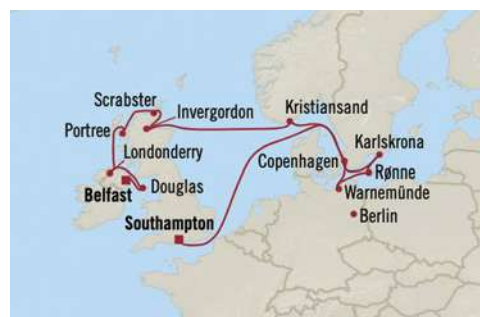 Scrabster
Invergordon
Kristiansand
Portree
Karlskrona
Londonderry
Copenhagen
Rønne
Belfast
Douglas
Warnemünde
Southampton
Berlin